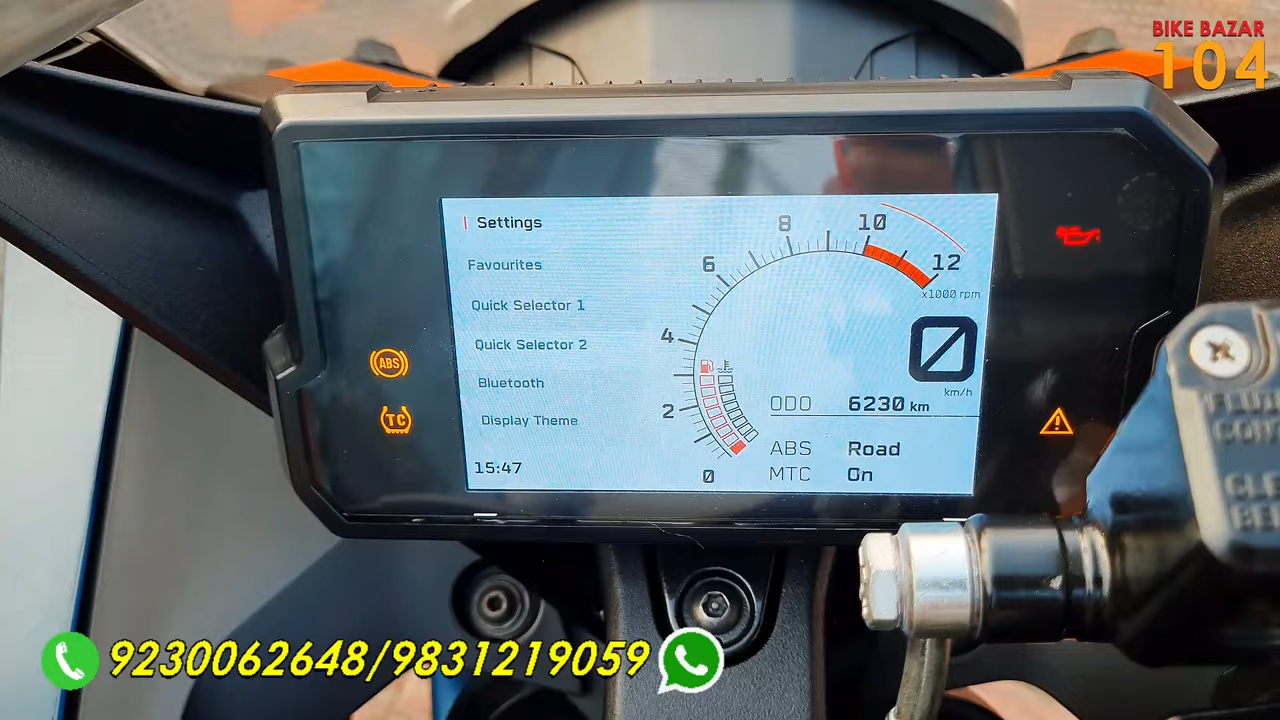 BIKE BAZAR
104
Settings
Favourites
Quick Selector 1
Quick Selector 2
Bluetooth
Display Theme
15:47
0
2
4
6
8
10
12
x1000 rpm
0
km/h
ODO 6230 km
ABS Road
MTC On
ABS
TC
9230062648/9831219059